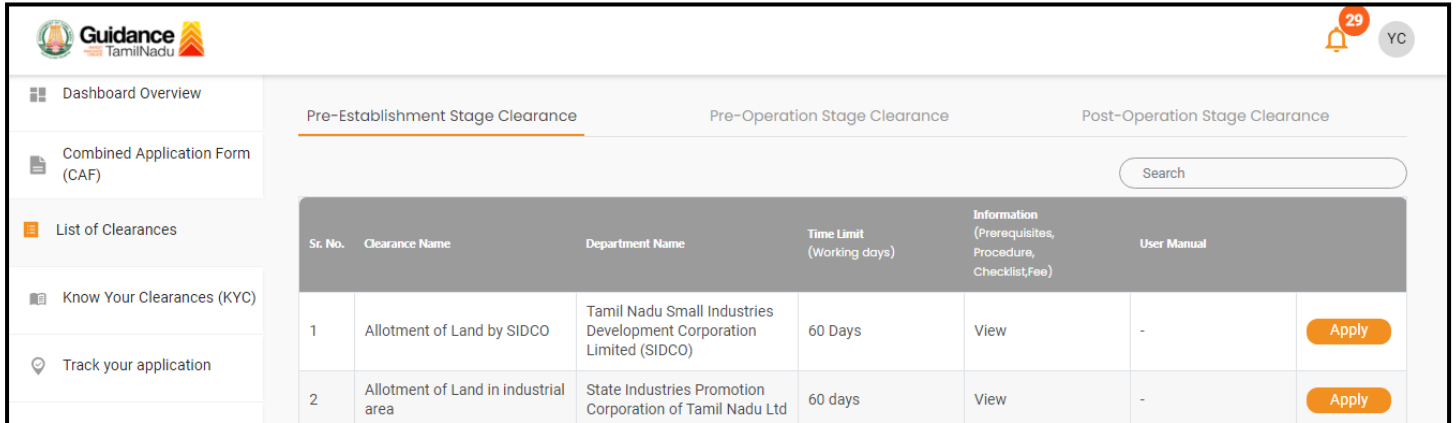 Guidance
TamilNadu
29
YC
Dashboard Overview
Combined Application Form
(CAF)
List of Clearances
Know Your Clearances (KYC)
Track your application
Pre-Establishment Stage Clearance
Pre-Operation Stage Clearance
Post-Operation Stage Clearance
Search
Sr. No.
Clearance Name
Department Name
Time Limit
(Working days)
Information
(Prerequisites,
Procedure,
Checklist,Fee)
User Manual
1
Allotment of Land by SIDCO
Tamil Nadu Small Industries
Development Corporation
Limited (SIDCO)
60 Days
View
-
Apply
2
Allotment of Land in industrial
area
State Industries Promotion
Corporation of Tamil Nadu Ltd
60 days
View
-
Apply